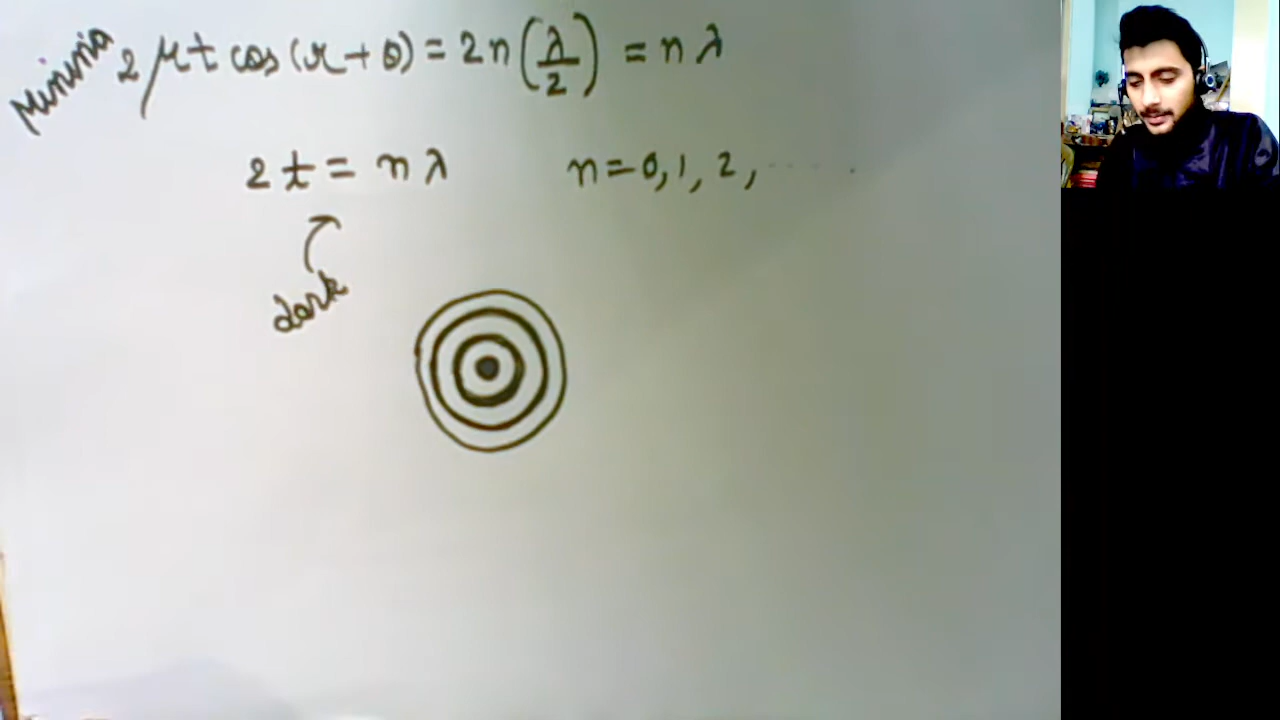 Minima 2μt cos(r+θ) = 2n(λ/2) = nλ
2t = nλ n=0,1,2,.....
dark